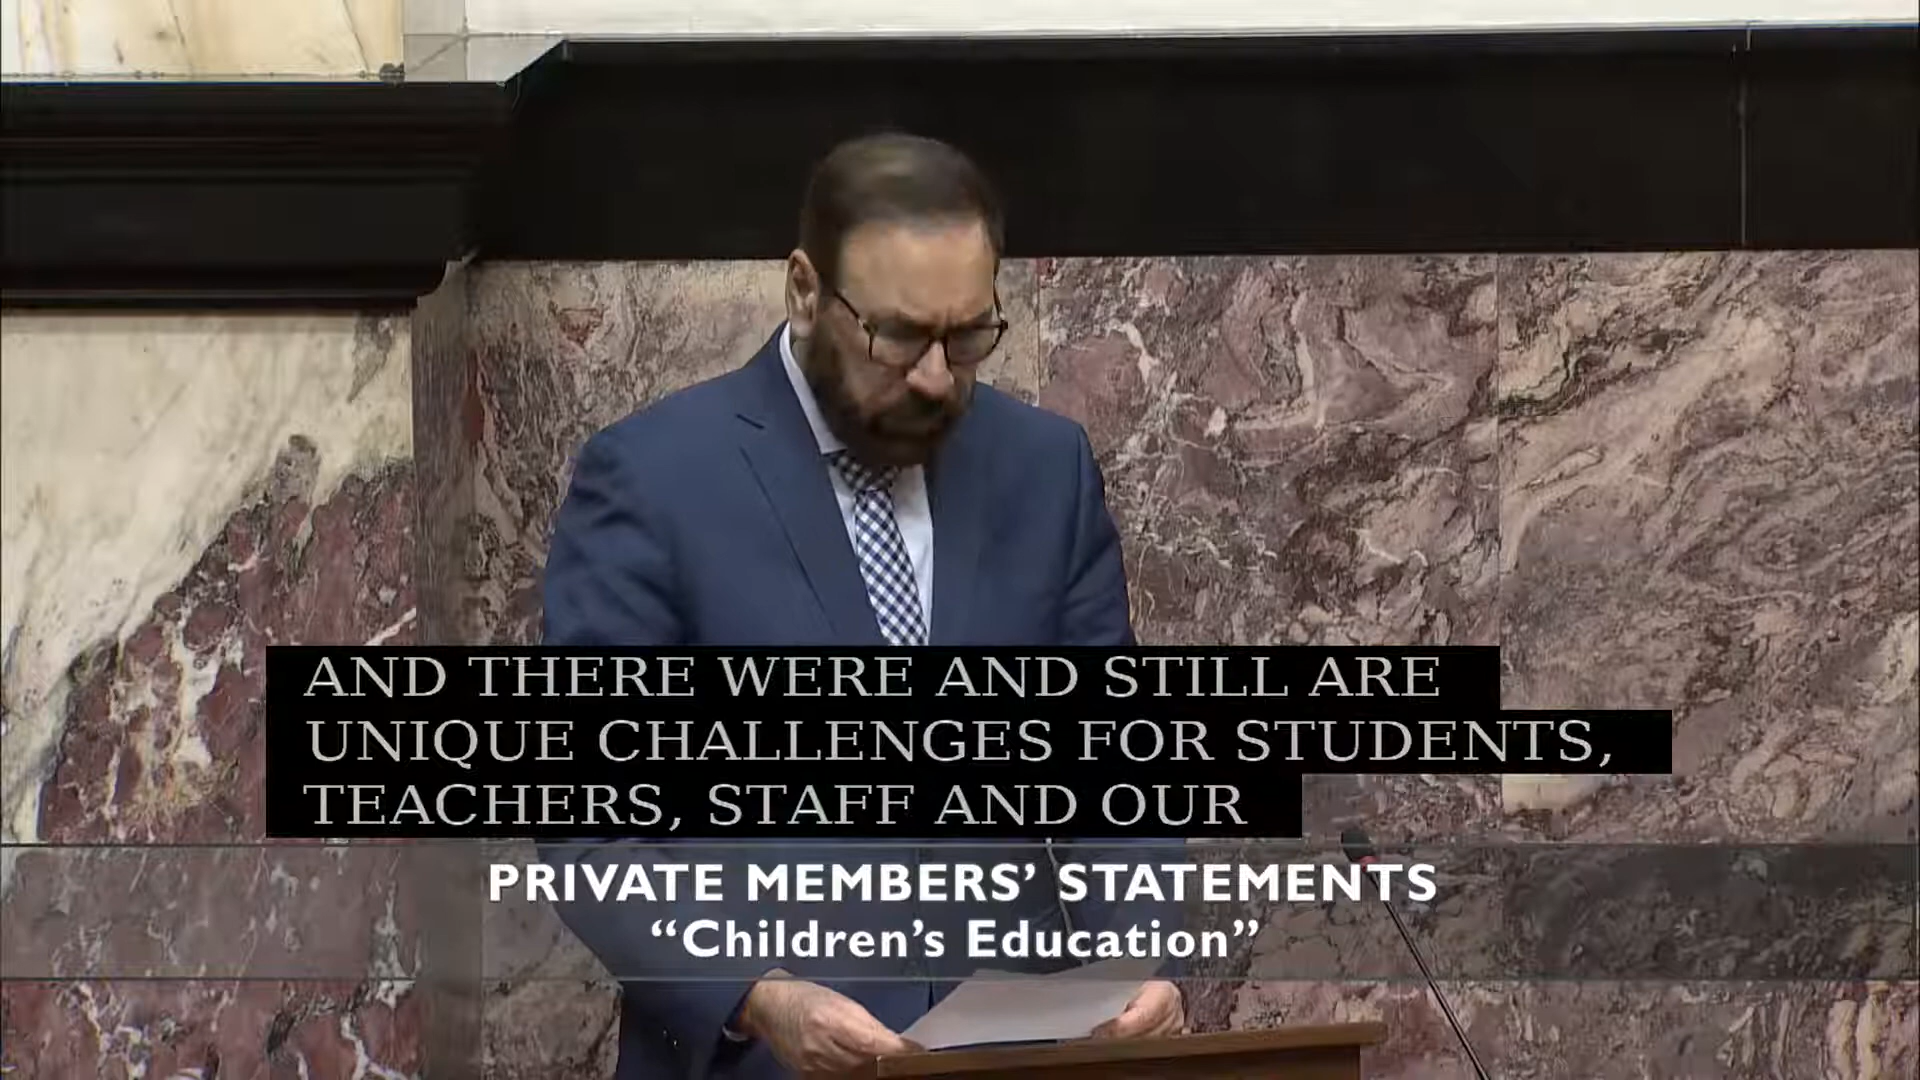 AND THERE WERE AND STILL ARE
UNIQUE CHALLENGES FOR STUDENTS,
TEACHERS, STAFF AND OUR
PRIVATE MEMBERS’ STATEMENTS
“Children’s Education”